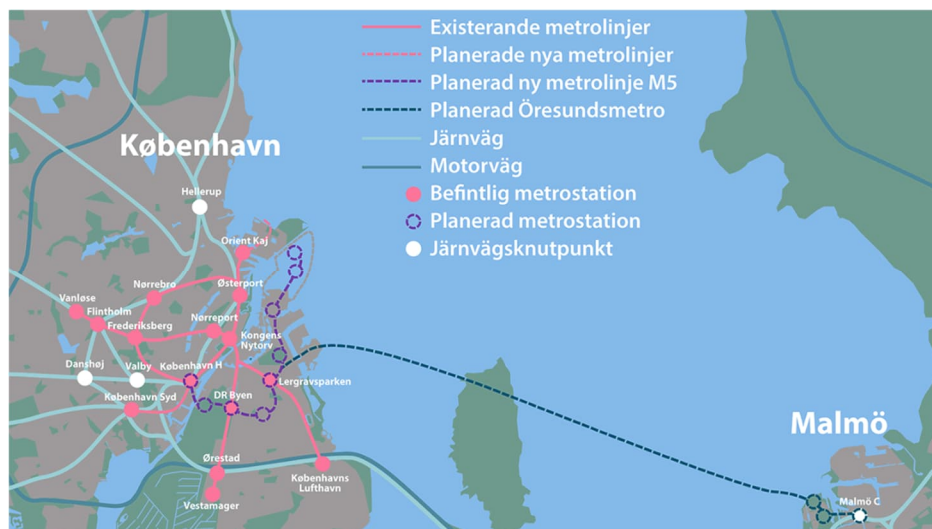 Existerande metrolinjer
Planerade nya metrolinjer
Planerad ny metrolinje M5
Planerad Öresundsmetro
Järnväg
Motorväg
Befintlig metrostation
Planerad metrostation
Järnvägsknutpunkt
København
Hellerup
Orient Kaj
Nørrebro
Østerport
Vanløse
Flintholm
Frederiksberg
Nørreport
Kongens
Nytorv
Danshøj
Valby
København H
Lergravsparken
København Syd
DR Byen
Ørestad
Københavns
Lufthavn
Vestamager
Malmö
Malmö C